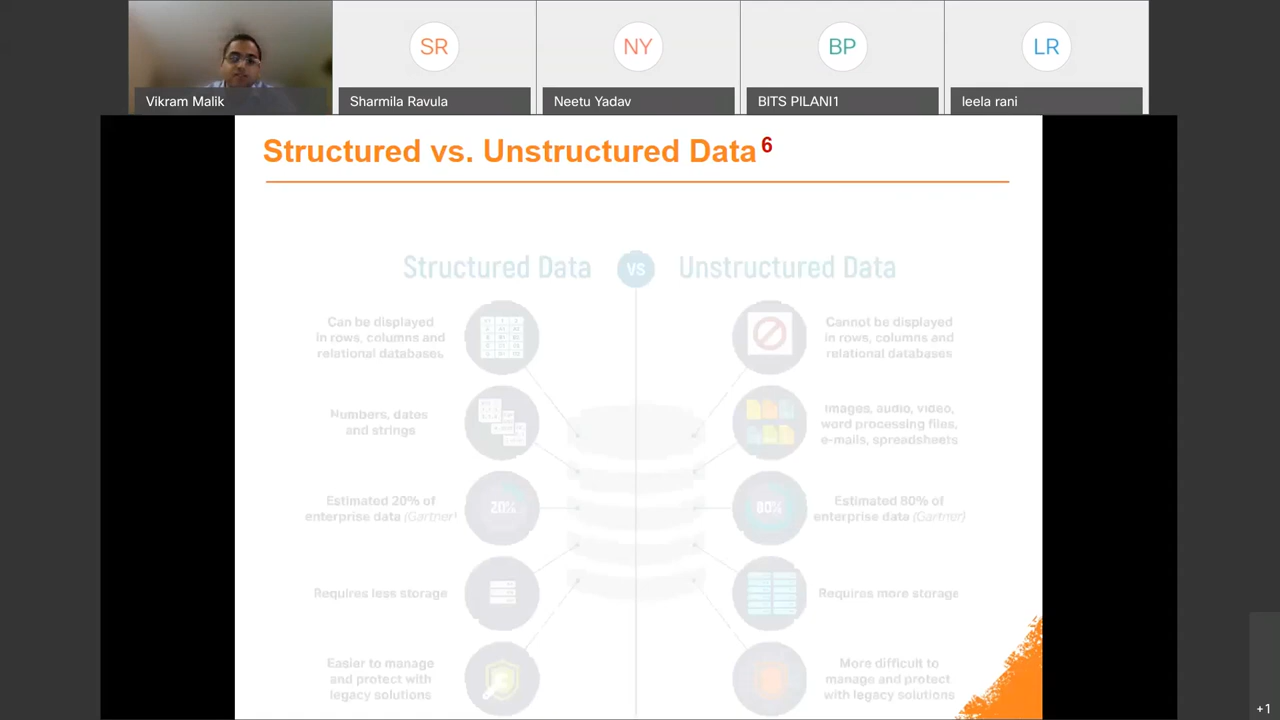 SR
NY
BP
LR
Vikram Malik
Sharmila Ravula
Neetu Yadav
BITS PILANI1
leela rani
Structured vs. Unstructured Data 6
Structured Data
VS
Unstructured Data
Can be displayed
in rows, columns and
relational databases
Cannot be displayed
in rows, columns and
relational databases
Numbers, dates
and strings
Images, audio, video,
word processing files,
e-mails, spreadsheets
Estimated 20% of
enterprise data (Gartner)
20%
80%
Estimated 80% of
enterprise data (Gartner)
Requires less storage
Requires more storage
Easier to manage
and protect with
legacy solutions
More difficult to
manage and protect
with legacy solutions
+1